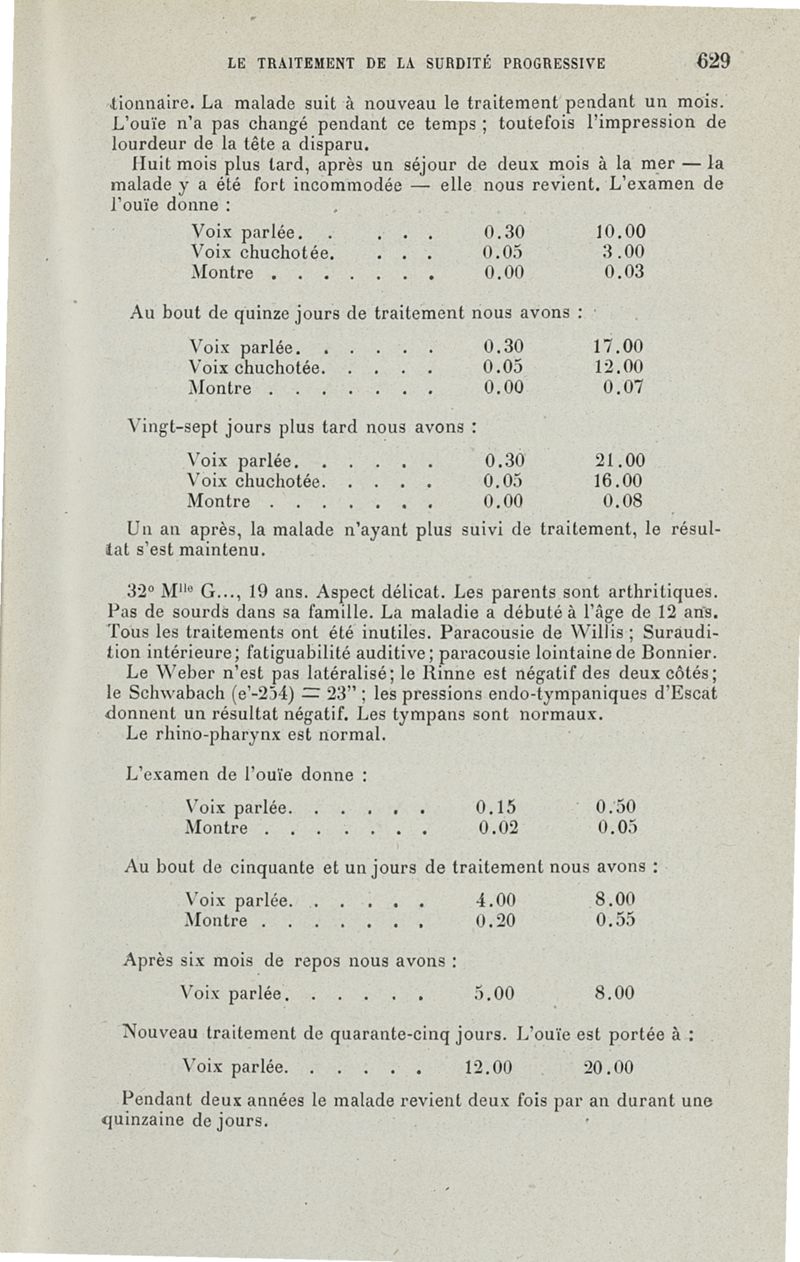 LE TRAITEMENT DE LA SURDITÉ PROGRESSIVE 629
tionnaire. La malade suit à nouveau le traitement pendant un mois.
L'ouïe n'a pas changé pendant ce temps ; toutefois l'impression de
lourdeur de la tête a disparu.
Huit mois plus tard, après un séjour de deux mois à la mer — la
malade y a été fort incommodée — elle nous revient. L'examen de
l'ouïe donne :
Voix parlée. . . . . 0.30 10.00
Voix chuchotée. . . . 0.05 3.00
Montre . . . . . . . 0.00 0.03
Au bout de quinze jours de traitement nous avons :
Voix parlée. . . . . . 0.30 17.00
Voix chuchotée. . . . . 0.05 12.00
Montre . . . . . . . 0.00 0.07
Vingt-sept jours plus tard nous avons :
Voix parlée. . . . . . 0.30 21.00
Voix chuchotée. . . . . 0.05 16.00
Montre . . . . . . . 0.00 0.08
Un an après, la malade n'ayant plus suivi de traitement, le résul-
tat s'est maintenu.
32° Mlle G..., 19 ans. Aspect délicat. Les parents sont arthritiques.
Pas de sourds dans sa famille. La maladie a débuté à l'âge de 12 ans.
Tous les traitements ont été inutiles. Paracousie de Willis ; Suraudi-
tion intérieure ; fatiguabilité auditive ; paracousie lointaine de Bonnier.
Le Weber n'est pas latéralisé ; le Rinne est négatif des deux côtés ;
le Schwabach (e'-254) = 23" ; les pressions endo-tympaniques d'Escat
donnent un résultat négatif. Les tympans sont normaux.
Le rhino-pharynx est normal.
L'examen de l'ouïe donne :
Voix parlée. . . . . . 0.15 0.50
Montre . . . . . . . 0.02 0.05
Au bout de cinquante et un jours de traitement nous avons :
Voix parlée. . . . . . 4.00 8.00
Montre . . . . . . . 0.20 0.55
Après six mois de repos nous avons :
Voix parlée. . . . . . 5.00 8.00
Nouveau traitement de quarante-cinq jours. L'ouïe est portée à :
Voix parlée. . . . . . 12.00 20.00
Pendant deux années le malade revient deux fois par an durant une
quinzaine de jours.